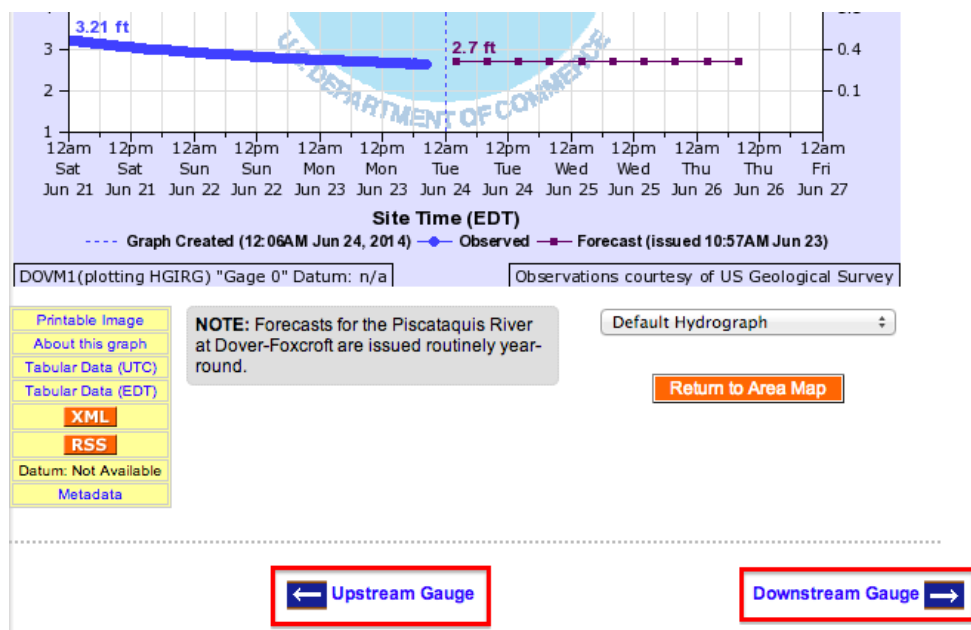 3.21 ft
3
2.7 ft
0.4
2
0.1
1
U.S. DEPARTMENT OF COMMERCE
12am 12pm 12am 12pm 12am 12pm 12am 12pm 12am 12pm 12am 12pm 12am
Sat Sat Sun Sun Mon Mon Tue Tue Wed Wed Thu Thu Fri
Jun 21 Jun 21 Jun 22 Jun 22 Jun 23 Jun 23 Jun 24 Jun 24 Jun 25 Jun 25 Jun 26 Jun 26 Jun 27
Site Time (EDT)
---- Graph Created (12:06AM Jun 24, 2014) Observed Forecast (issued 10:57AM Jun 23)
DOVM1(plotting HGIRG) "Gage 0" Datum: n/a
Observations courtesy of US Geological Survey
Printable Image
About this graph
Tabular Data (UTC)
Tabular Data (EDT)
XML
RSS
Datum: Not Available
Metadata
NOTE: Forecasts for the Piscataquis River
at Dover-Foxcroft are issued routinely year-
round.
Default Hydrograph
Return to Area Map
Upstream Gauge
Downstream Gauge